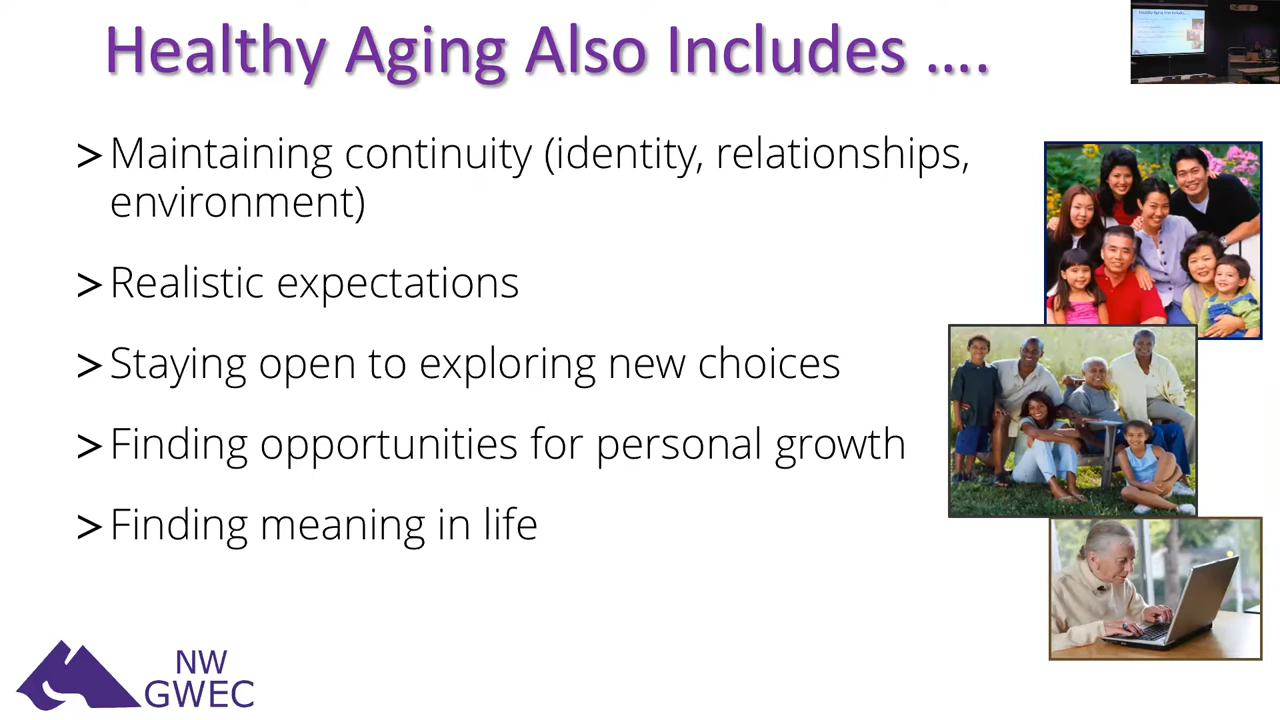 Healthy Aging Also Includes ....
> Maintaining continuity (identity, relationships,
environment)
> Realistic expectations
> Staying open to exploring new choices
> Finding opportunities for personal growth
> Finding meaning in life
NW
GWEC